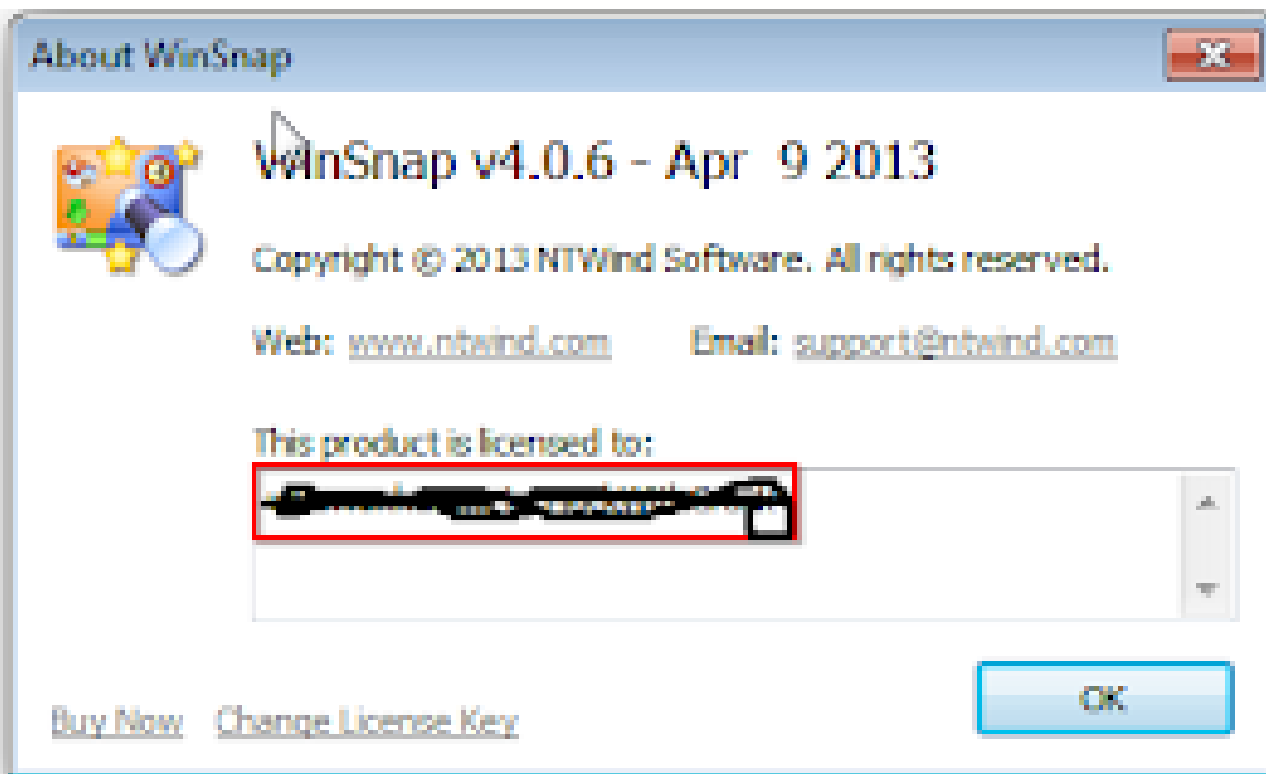 About WinSnap
WinSnap v4.0.6 - Apr  9 2013
Copyright © 2013 NTWind Software. All rights reserved.
Web: www.ntwind.com Email: support@ntwind.com
This product is licensed to:
OK
Buy Now Change License Key